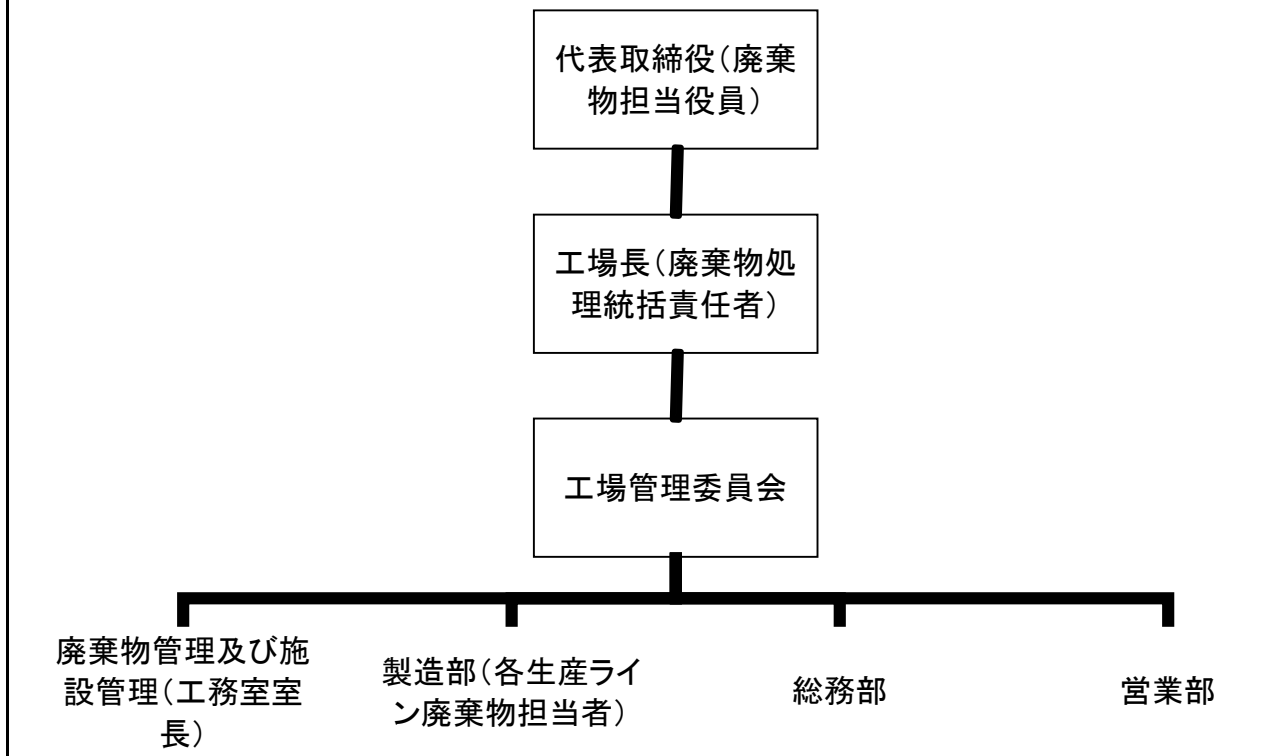 代表取締役（廃棄
物担当役員）
工場長（廃棄物処
理統括責任者）
工場管理委員会
廃棄物管理及び施
設管理（工務室室
長）
製造部（各生産ライ
ン廃棄物担当者）
総務部
営業部